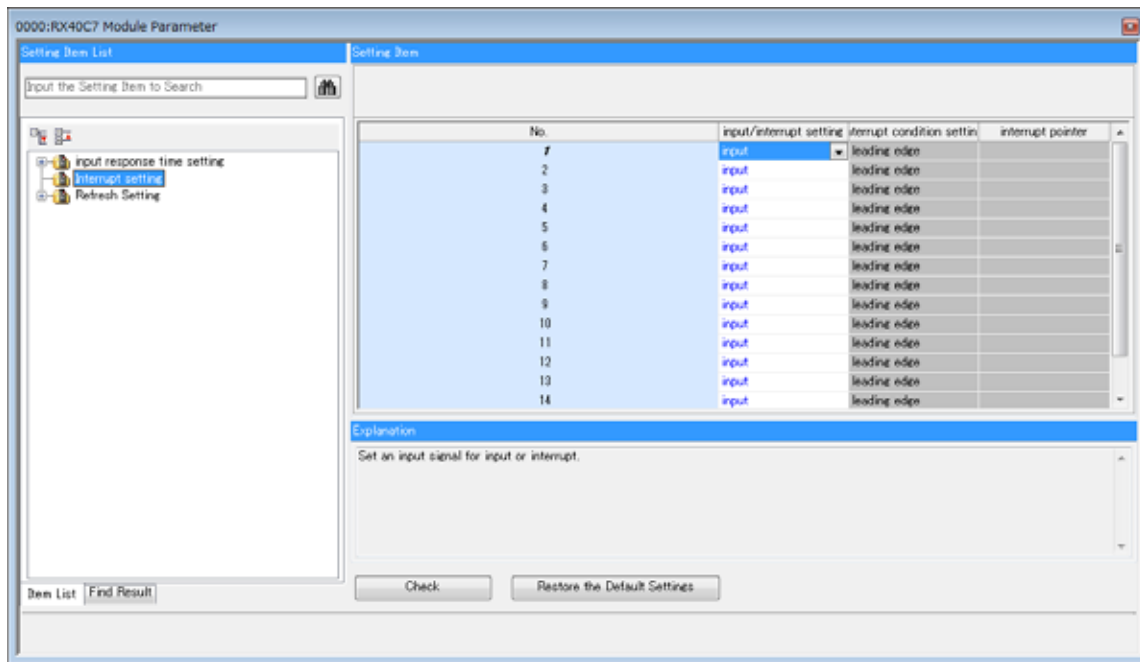 0000:RX40C7 Module Parameter
Setting Item List
Setting Item
Input the Setting Item to Search
input response time setting
Interrupt setting
Refresh Setting
No. input/interrupt setting terrupt condition settin interrupt pointer
1 input leading edge
2 input leading edge
3 input leading edge
4 input leading edge
5 input leading edge
6 input leading edge
7 input leading edge
8 input leading edge
9 input leading edge
10 input leading edge
11 input leading edge
12 input leading edge
13 input leading edge
14 input leading edge
Explanation
Set an input signal for input or interrupt.
Item List Find Result
Check Restore the Default Settings